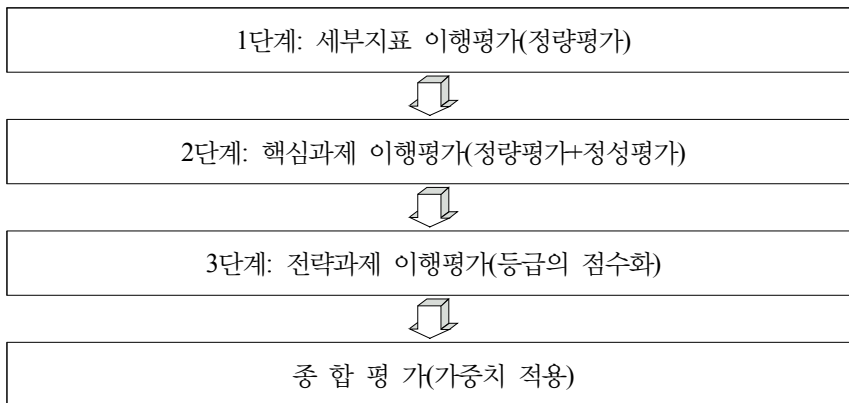 1단계: 세부지표 이행평가(정량평가)
2단계: 핵심과제 이행평가(정량평가+정성평가)
3단계: 전략과제 이행평가(등급의 점수화)
종 합 평 가(가중치 적용)